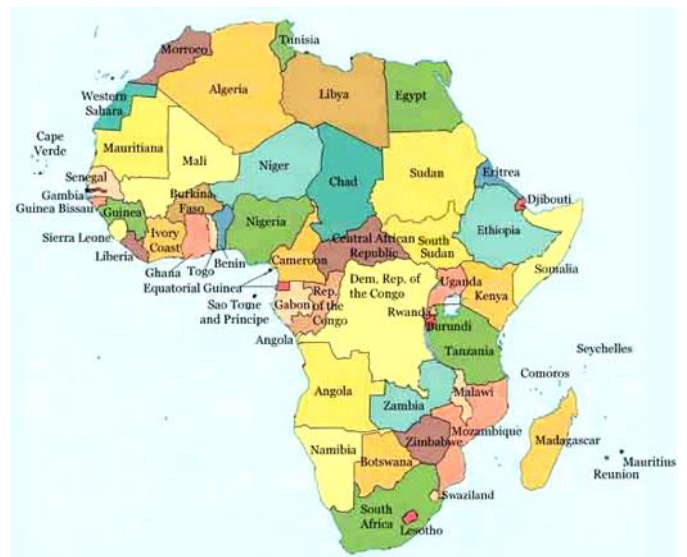 Tunisia
Morroco
Algeria
Libya
Egypt
Western
Sahara
Cape
Verde
Mauritiana
Mali
Niger
Chad
Sudan
Eritrea
Senegal
Gambia
Guinea Bissau
Guinea
Burkina
Faso
Nigeria
Djibouti
Ethiopia
Sierra Leone
Ivory
Coast
Liberia
Ghana
Togo
Benin
Central African
Republic
South
Sudan
Cameroon
Somalia
Equatorial Guinea
Sao Tome
and Principe
Gabon
Rep.
of the
Congo
Dem. Rep. of
the Congo
Uganda
Kenya
Rwanda
Burundi
Angola
Tanzania
Seychelles
Comoros
Angola
Zambia
Malawi
Mozambique
Zimbabwe
Madagascar
Namibia
Botswana
Mauritius
Reunion
Swaziland
South
Africa
Lesotho